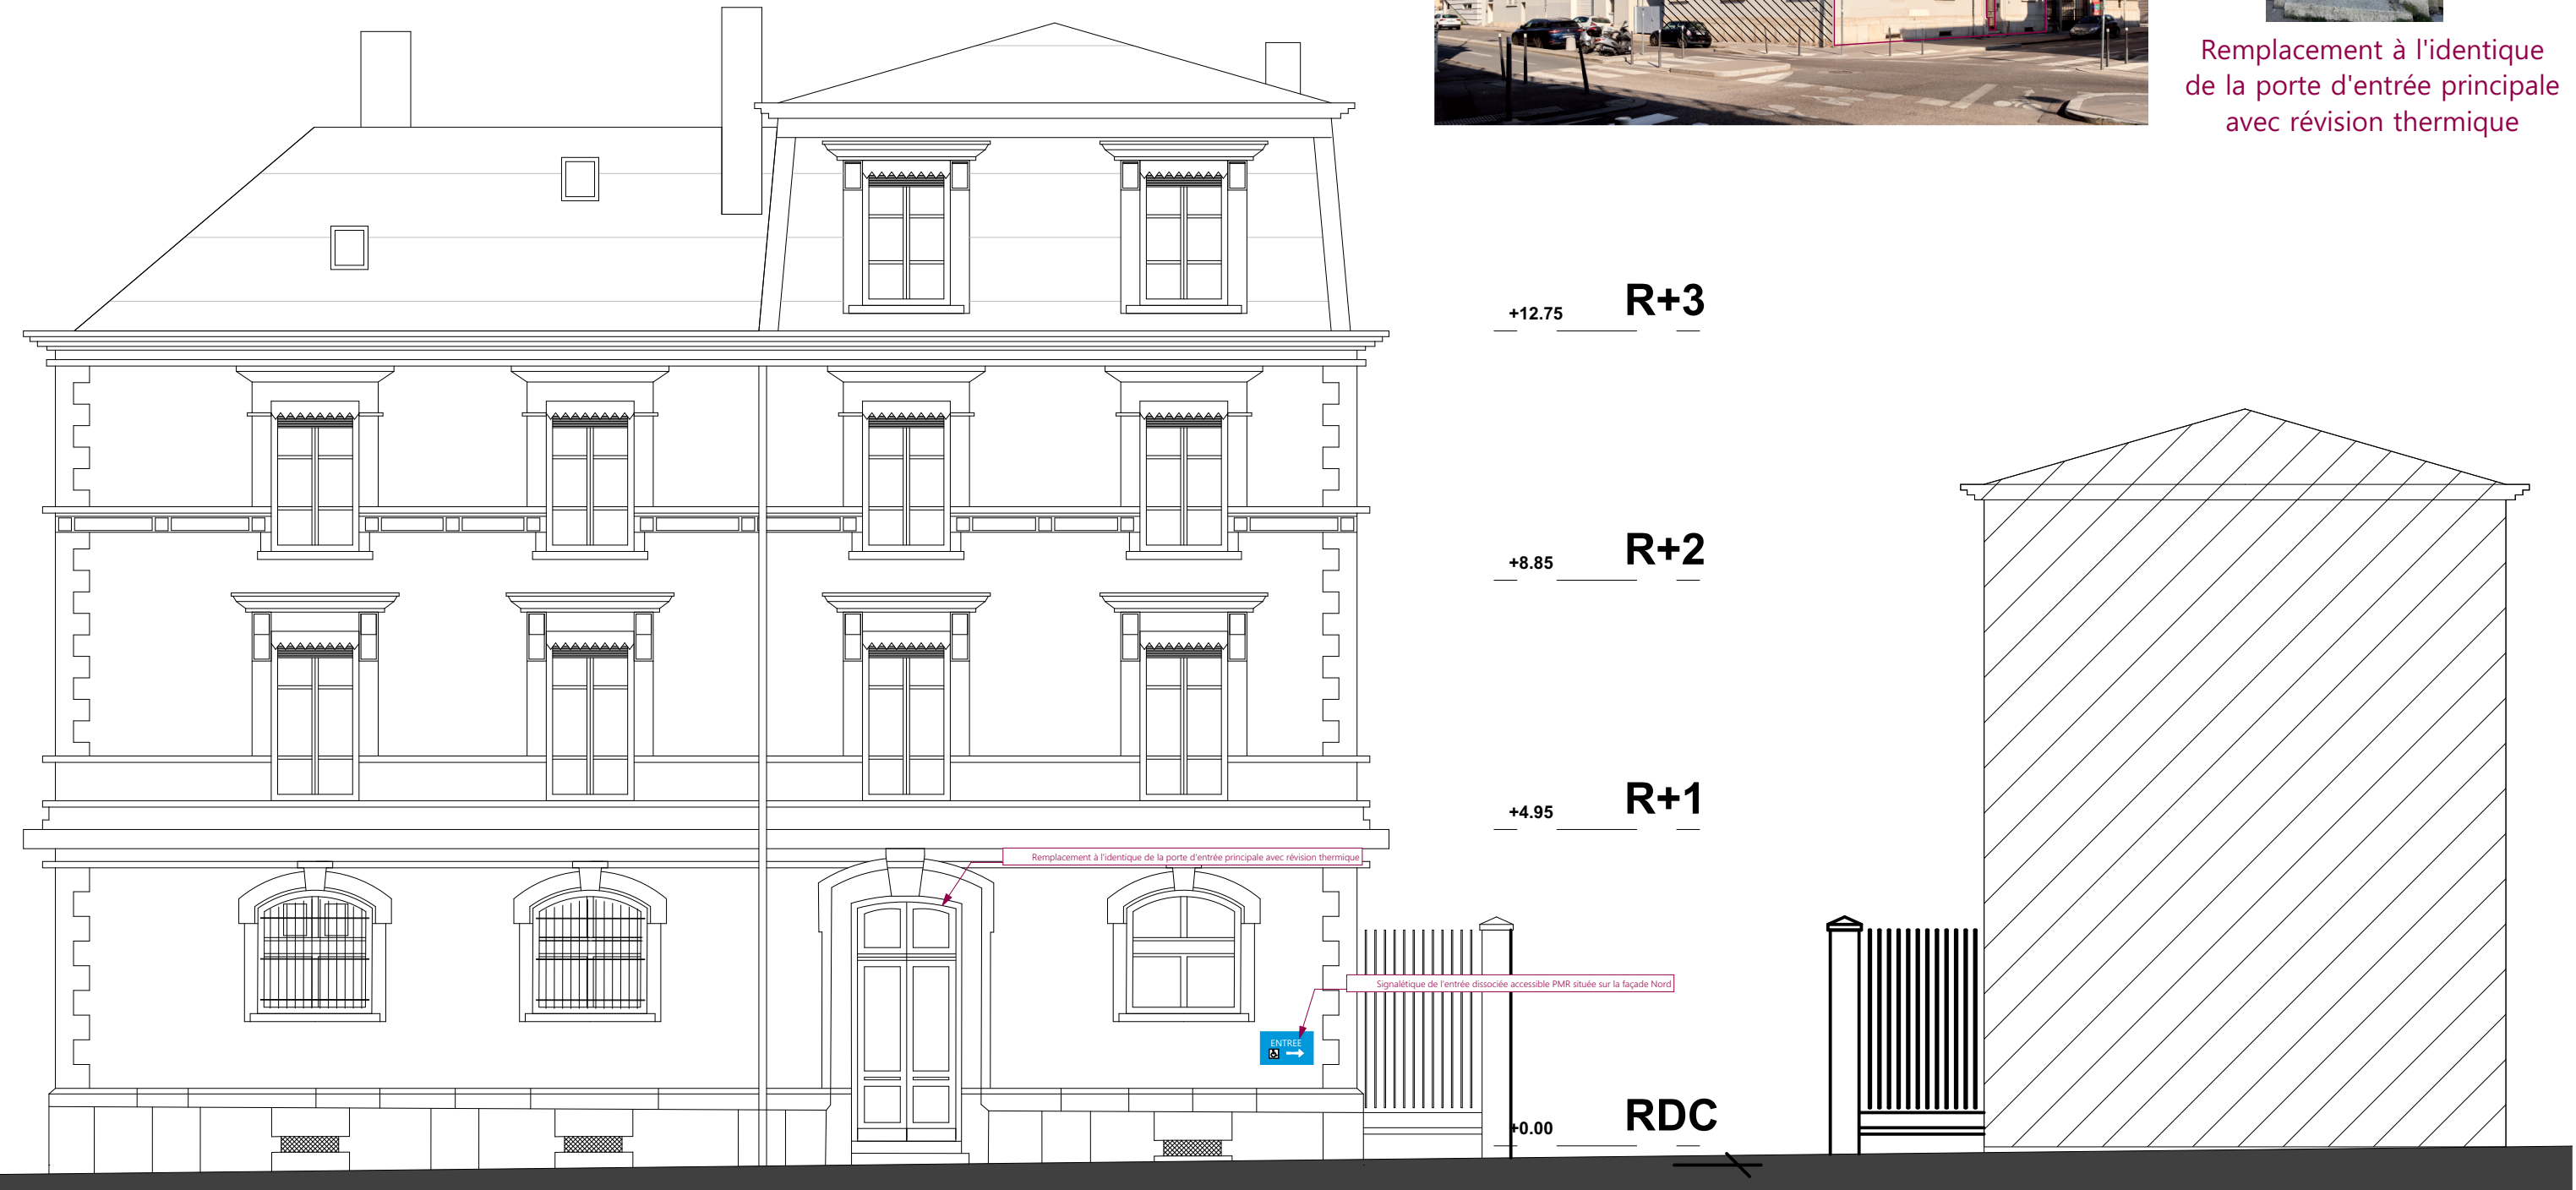 Remplacement à l'identique
de la porte d'entrée principale
avec révision thermique
+12.75 R+3
+8.85 R+2
+4.95 R+1
Remplacement à l'identique de la porte d'entrée principale avec révision thermique
Signalétique de l'entrée dissociée accessible PMR située sur la façade Nord
ENTREE
+0.00 RDC